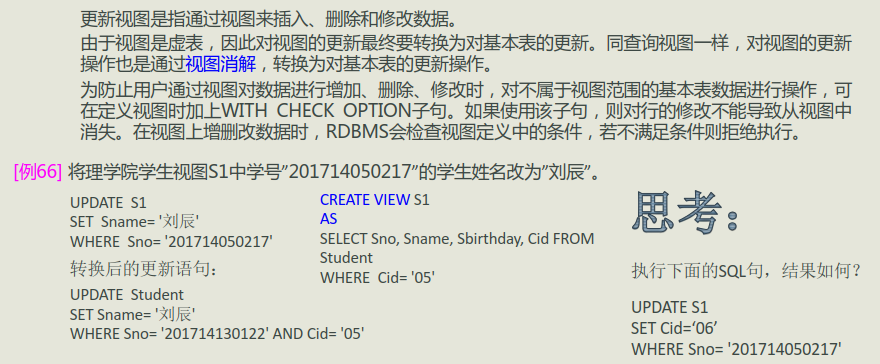 更新视图是指通过视图来插入、删除和修改数据。
由于视图是虚表，因此对视图的更新最终要转换为对基本表的更新。同查询视图一样，对视图的更新
操作也是通过视图消解，转换为对基本表的更新操作。
为防止用户通过视图对数据进行增加、删除、修改时，对不属于视图范围的基本表数据进行操作，可
在定义视图时加上WITH CHECK OPTION子句。如果使用该子句，则对行的修改不能导致从视图中
消失。在视图上增删改数据时，RDBMS会检查视图定义中的条件，若不满足条件则拒绝执行。
[例66] 将理学院学生视图S1中学号”201714050217”的学生姓名改为”刘辰”。
UPDATE S1
SET Sname= '刘辰'
WHERE Sno= '201714050217'
转换后的更新语句：
UPDATE Student
SET Sname= '刘辰'
WHERE Sno= '201714130122' AND Cid= '05'
CREATE VIEW S1
AS
SELECT Sno, Sname, Sbirthday, Cid FROM
Student
WHERE Cid= '05'
思考：
执行下面的SQL句，结果如何？
UPDATE S1
SET Cid=‘06’
WHERE Sno= '201714050217'